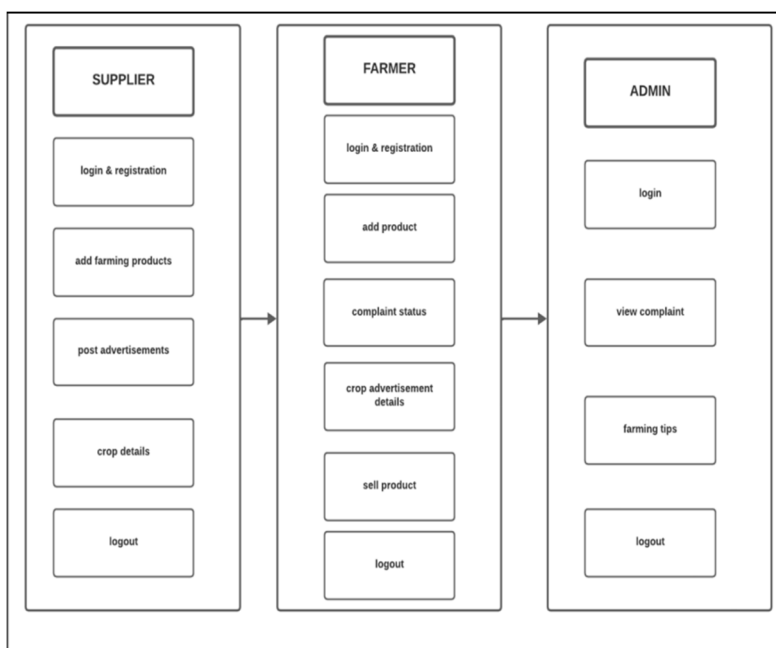 SUPPLIER
login & registration
add farming products
post advertisements
crop details
logout
FARMER
login & registration
add product
complaint status
crop advertisement
details
sell product
logout
ADMIN
login
view complaint
farming tips
logout